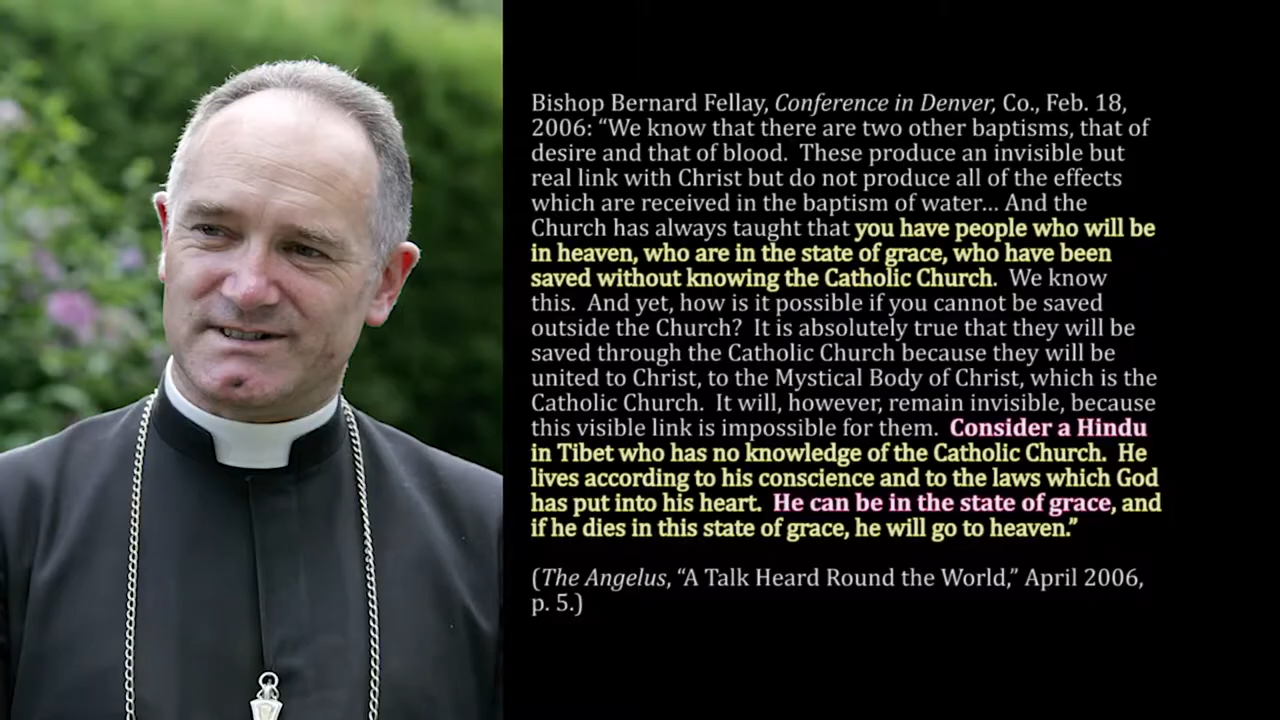 Bishop Bernard Fellay, Conference in Denver, Co., Feb. 18,
2006: “We know that there are two other baptisms, that of
desire and that of blood.  These produce an invisible but
real link with Christ but do not produce all of the effects
which are received in the baptism of water... And the
Church has always taught that you have people who will be
in heaven, who are in the state of grace, who have been
saved without knowing the Catholic Church.  We know
this.  And yet, how is it possible if you cannot be saved
outside the Church?  It is absolutely true that they will be
saved through the Catholic Church because they will be
united to Christ, to the Mystical Body of Christ, which is the
Catholic Church.  It will, however, remain invisible, because
this visible link is impossible for them.  Consider a Hindu
in Tibet who has no knowledge of the Catholic Church.  He
lives according to his conscience and to the laws which God
has put into his heart.  He can be in the state of grace, and
if he dies in this state of grace, he will go to heaven.”
(The Angelus, “A Talk Heard Round the World,” April 2006,
p. 5.)